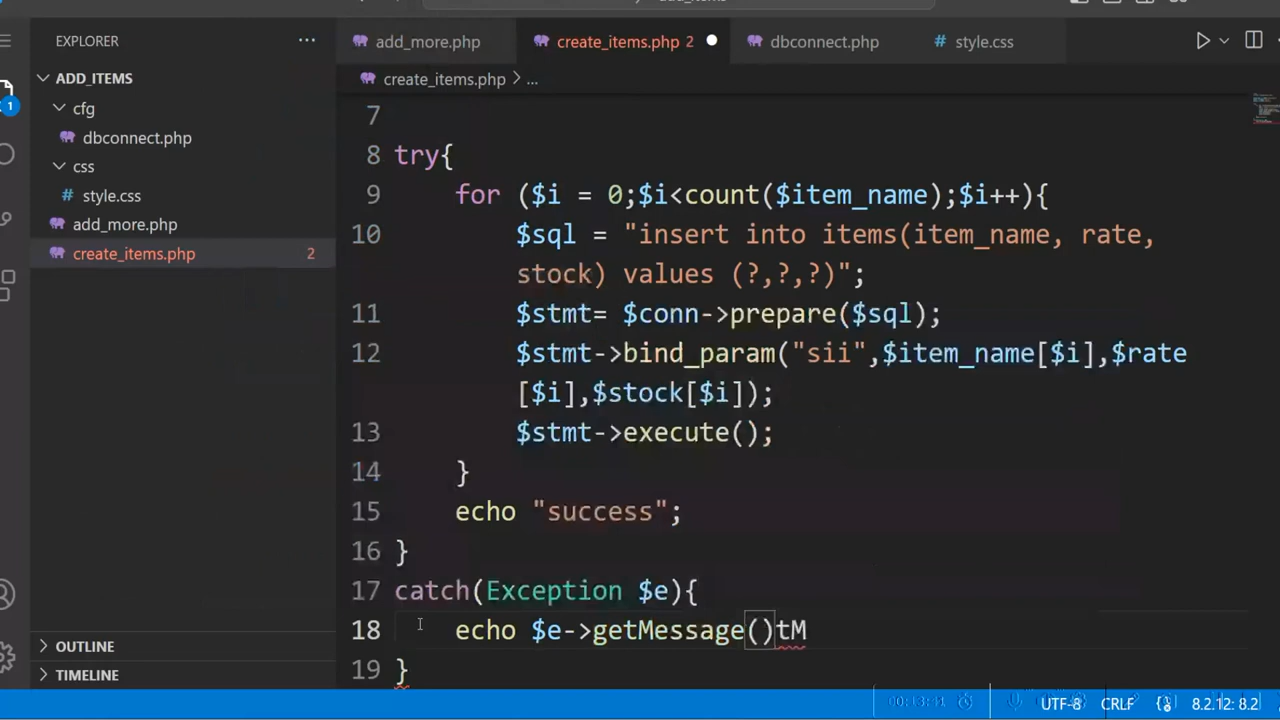 EXPLORER
ADD_ITEMS
cfg
dbconnect.php
css
style.css
add_more.php
create_items.php 2
OUTLINE
TIMELINE
1
add_more.php create_items.php 2 dbconnect.php style.css
create_items.php > ...
7
8 try{
9 for ($i = 0;$i<count($item_name);$i++){
10 $sql = "insert into items(item_name, rate,
stock) values (?,?,?)";
11 $stmt= $conn->prepare($sql);
12 $stmt->bind_param("sii",$item_name[$i],$rate
[$i],$stock[$i]);
13 $stmt->execute();
14 }
15 echo "success";
16 }
17 catch(Exception $e){
18 echo $e->getMessage()tM
19 }
UTF-8 CRLF 8.2.12: 8.2